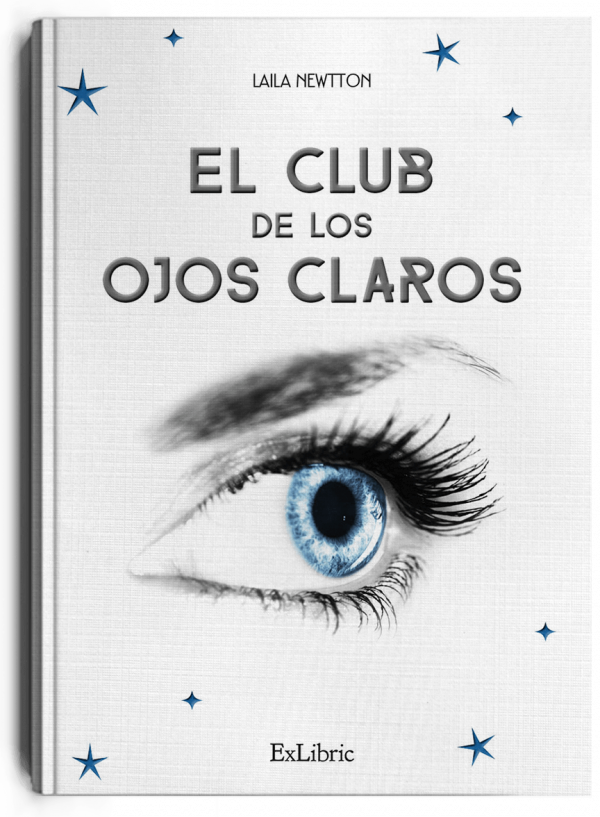 LAILA NEWTTON
EL CLUB
DE LOS
OJOS CLAROS
ExLibric